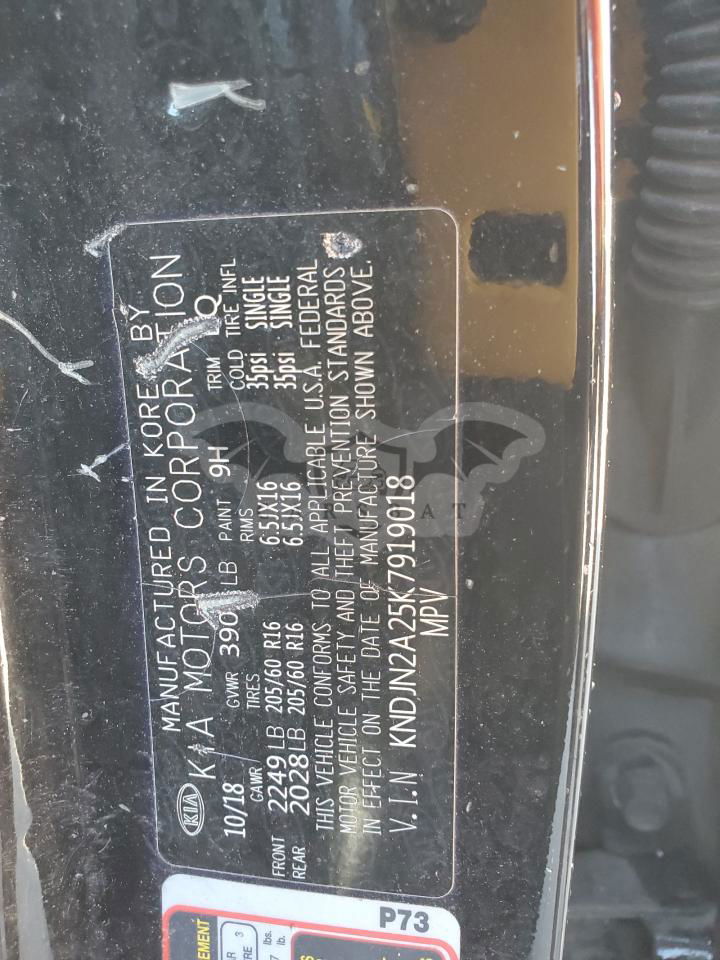 MANUFACTURED IN KORE BY
KIA KIA MOTORS CORPORATION
10/18 GVWR LB PAINT 9H TRIM
GAWR TIRES RIMS COLD TIRE INFL
FRONT 2249LB 205/60 R16 6.5JX16 35psi SINGLE
REAR 2028LB 205/60 R16 6.5JX16 35psi SINGLE
THIS VEHICLE CONFORMS TO ALL APPLICABLE U.S.A. FEDERAL
MOTOR VEHICLE SAFETY AND THEFT PREVENTION STANDARDS
IN EFFECT ON THE DATE OF MANUFACTURE SHOWN ABOVE.
V.I.N KNDJN2A25K7919018
MPV
P73